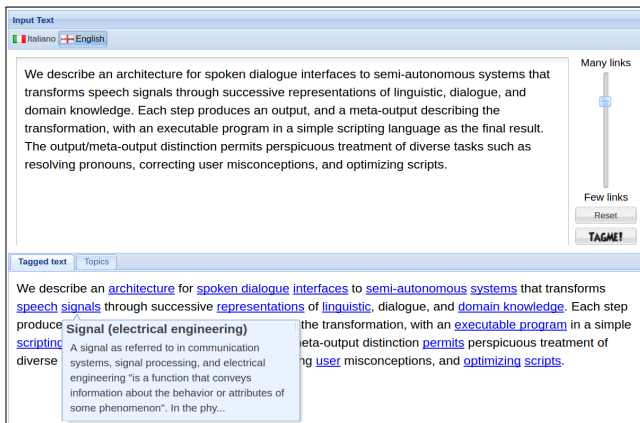 Input Text
Italiano English
Many links
We describe an architecture for spoken dialogue interfaces to semi-autonomous systems that
transforms speech signals through successive representations of linguistic, dialogue, and
domain knowledge. Each step produces an output, and a meta-output describing the
transformation, with an executable program in a simple scripting language as the final result.
The output/meta-output distinction permits perspicuous treatment of diverse tasks such as
resolving pronouns, correcting user misconceptions, and optimizing scripts.
Few links
Reset
TAGME!
Tagged text Topics
We describe an architecture for spoken dialogue interfaces to semi-autonomous systems that transforms
speech signals through successive representations of linguistic, dialogue, and domain knowledge. Each step
produce the transformation, with an executable program in a simple
scripting meta-output distinction permits perspicuous treatment of
diverse ng user misconceptions, and optimizing scripts.
Signal (electrical engineering)
A signal as referred to in communication
systems, signal processing, and electrical
engineering "is a function that conveys
information about the behavior or attributes of
some phenomenon". In the phy...